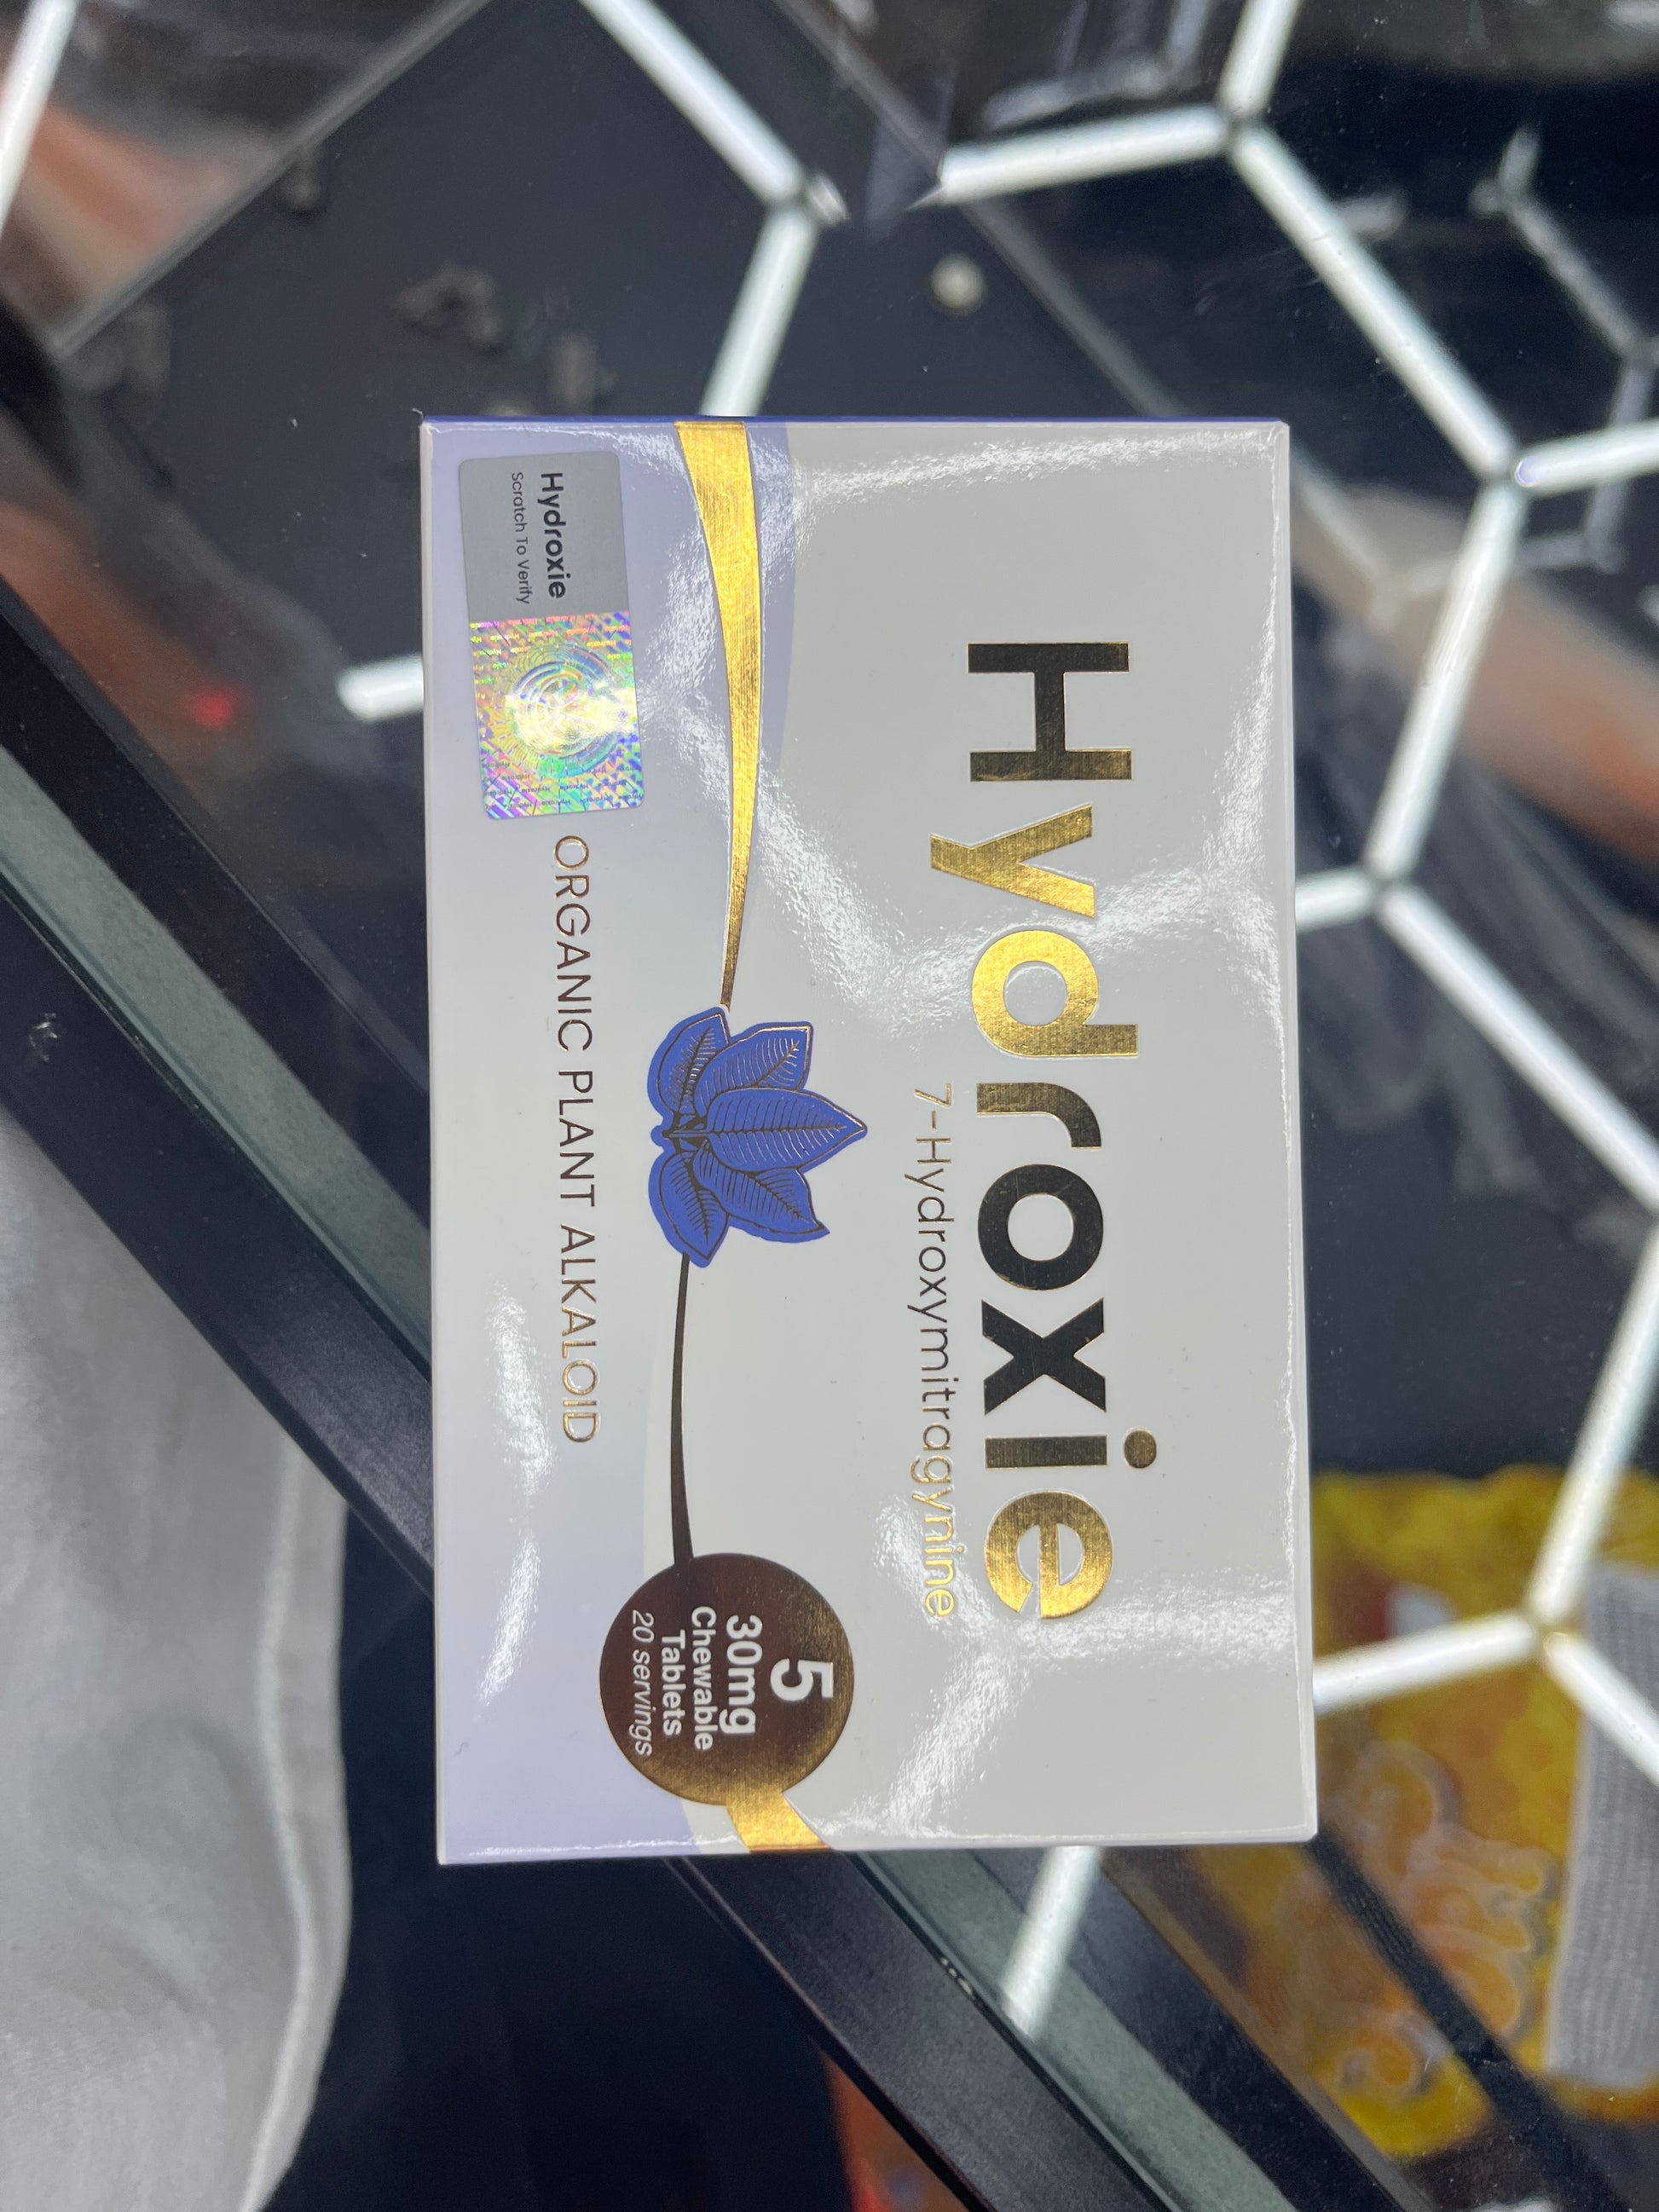 Hydroxie
7-Hydroxymitragynine
5
30mg
Chewable
Tablets
20 servings
ORGANIC PLANT ALKALOID
Hydroxie
Scratch To Verify